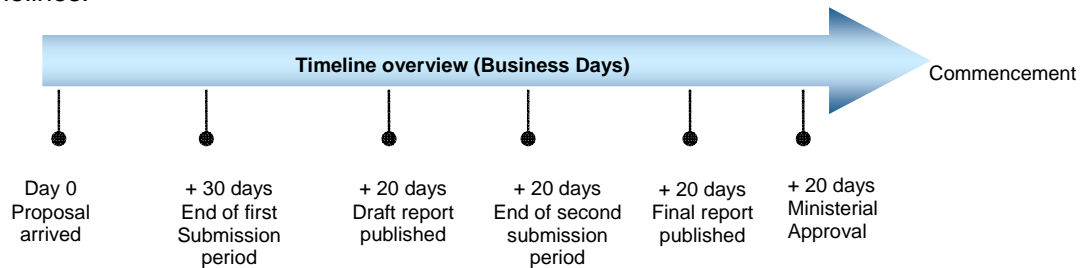 Timeline overview (Business Days)
Commencement
Day 0
Proposal
arrived
+ 30 days
End of first
Submission
period
+ 20 days
Draft report
published
+ 20 days
End of second
submission
period
+ 20 days
Final report
published
+ 20 days
Ministerial
Approval